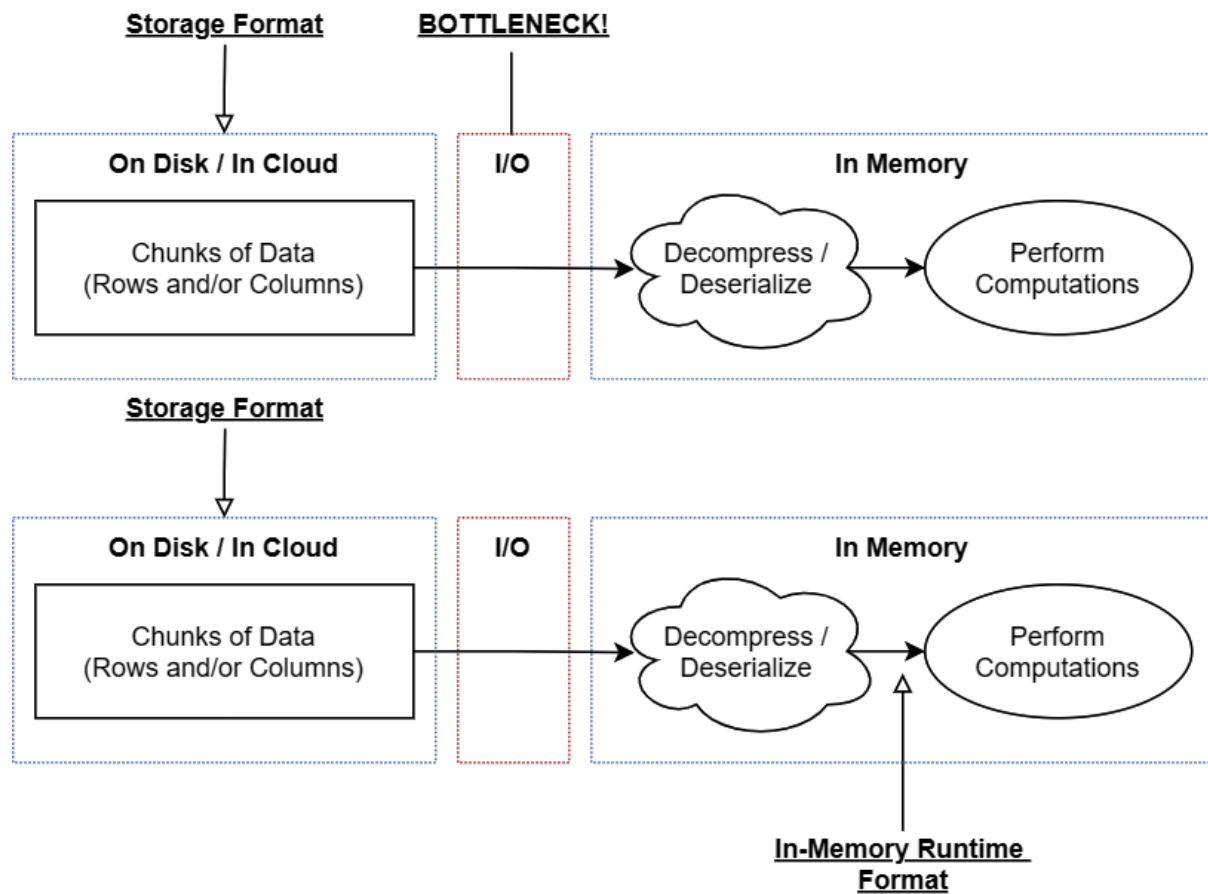 Storage Format
BOTTLENECK!
On Disk / In Cloud
I/O
In Memory
Chunks of Data
(Rows and/or Columns)
Decompress /
Deserialize
Perform
Computations
Storage Format
On Disk / In Cloud
I/O
In Memory
Chunks of Data
(Rows and/or Columns)
Decompress /
Deserialize
Perform
Computations
In-Memory Runtime
Format